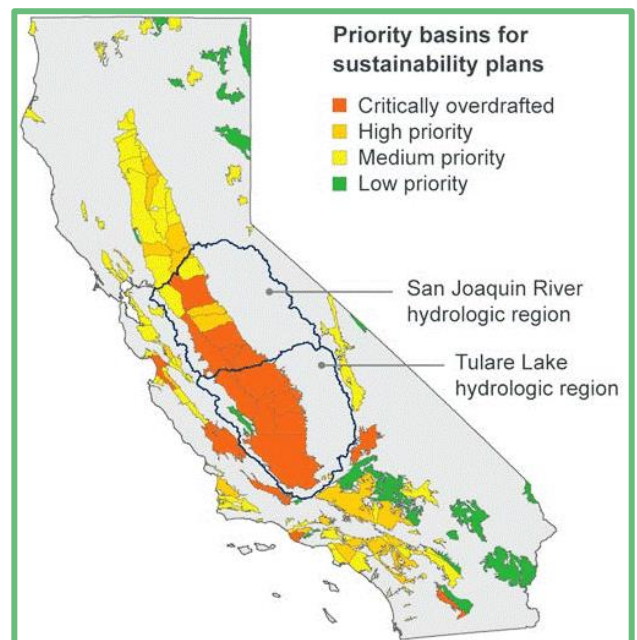 Priority basins for
sustainability plans
Critically overdrafted
High priority
Medium priority
Low priority
San Joaquin River
hydrologic region
Tulare Lake
hydrologic region